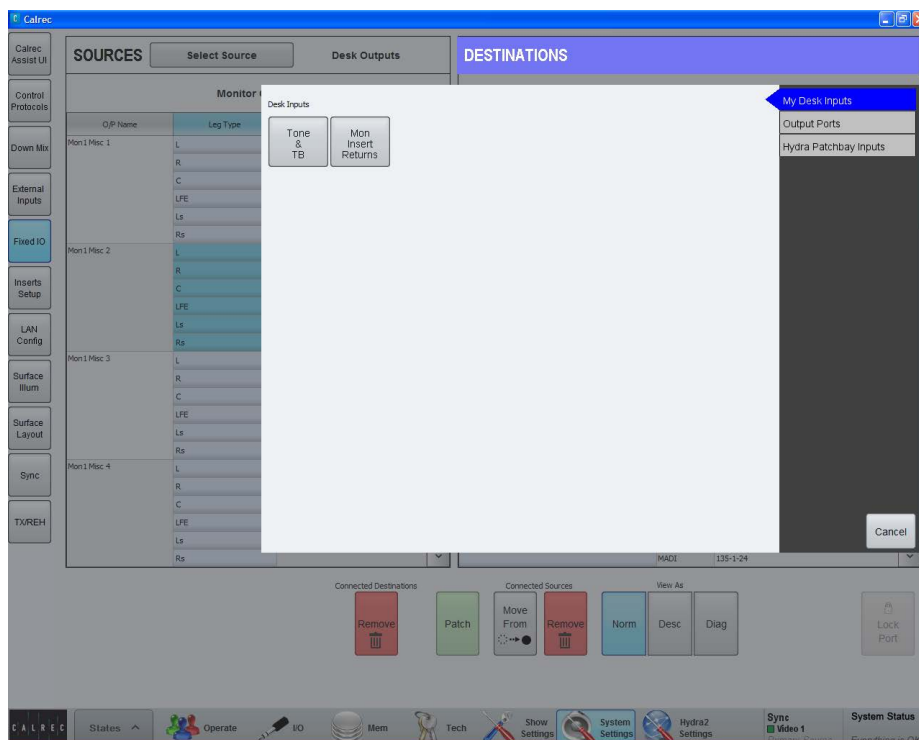 Calrec
Calrec
Assist UI
Control
Protocols
Down Mix
External
Inputs
Fixed IO
Inserts
Setup
LAN
Config
Surface
Illum
Surface
Layout
Sync
TX/REH
SOURCES
Select Source
Desk Outputs
Monitor
O/P Name
Leg Type
Mon1 Misc 1
L
R
C
LFE
Ls
Rs
Mon1 Misc 2
L
R
C
LFE
Ls
Rs
Mon1 Misc 3
L
R
C
LFE
Ls
Rs
Mon1 Misc 4
L
R
C
LFE
Ls
Rs
DESTINATIONS
Desk Inputs
Tone
&
TB
Mon
Insert
Returns
My Desk Inputs
Output Ports
Hydra Patchbay Inputs
Cancel
MADI 135-1-24
Connected Destinations
Remove
Patch
Connected Sources
Move
From
Remove
View As
Norm
Desc
Diag
Lock
Port
CALREC
States
Operate
I/O
Mem
Tech
Show
Settings
System
Settings
Hydra2
Settings
Sync
Video 1
System Status